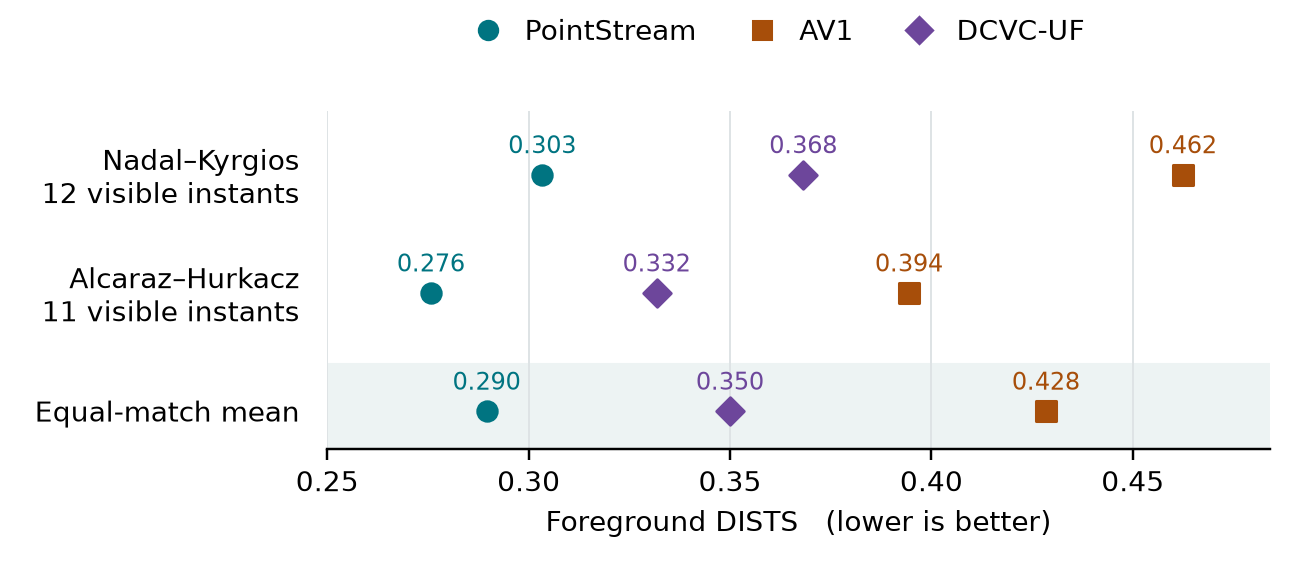 PointStream AV1 DCVC-UF
0.303 0.368 0.462
Nadal–Kyrgios
12 visible instants
0.276 0.332 0.394
Alcaraz–Hurkacz
11 visible instants
0.290 0.350 0.428
Equal-match mean
0.25 0.30 0.35 0.40 0.45
Foreground DISTS (lower is better)